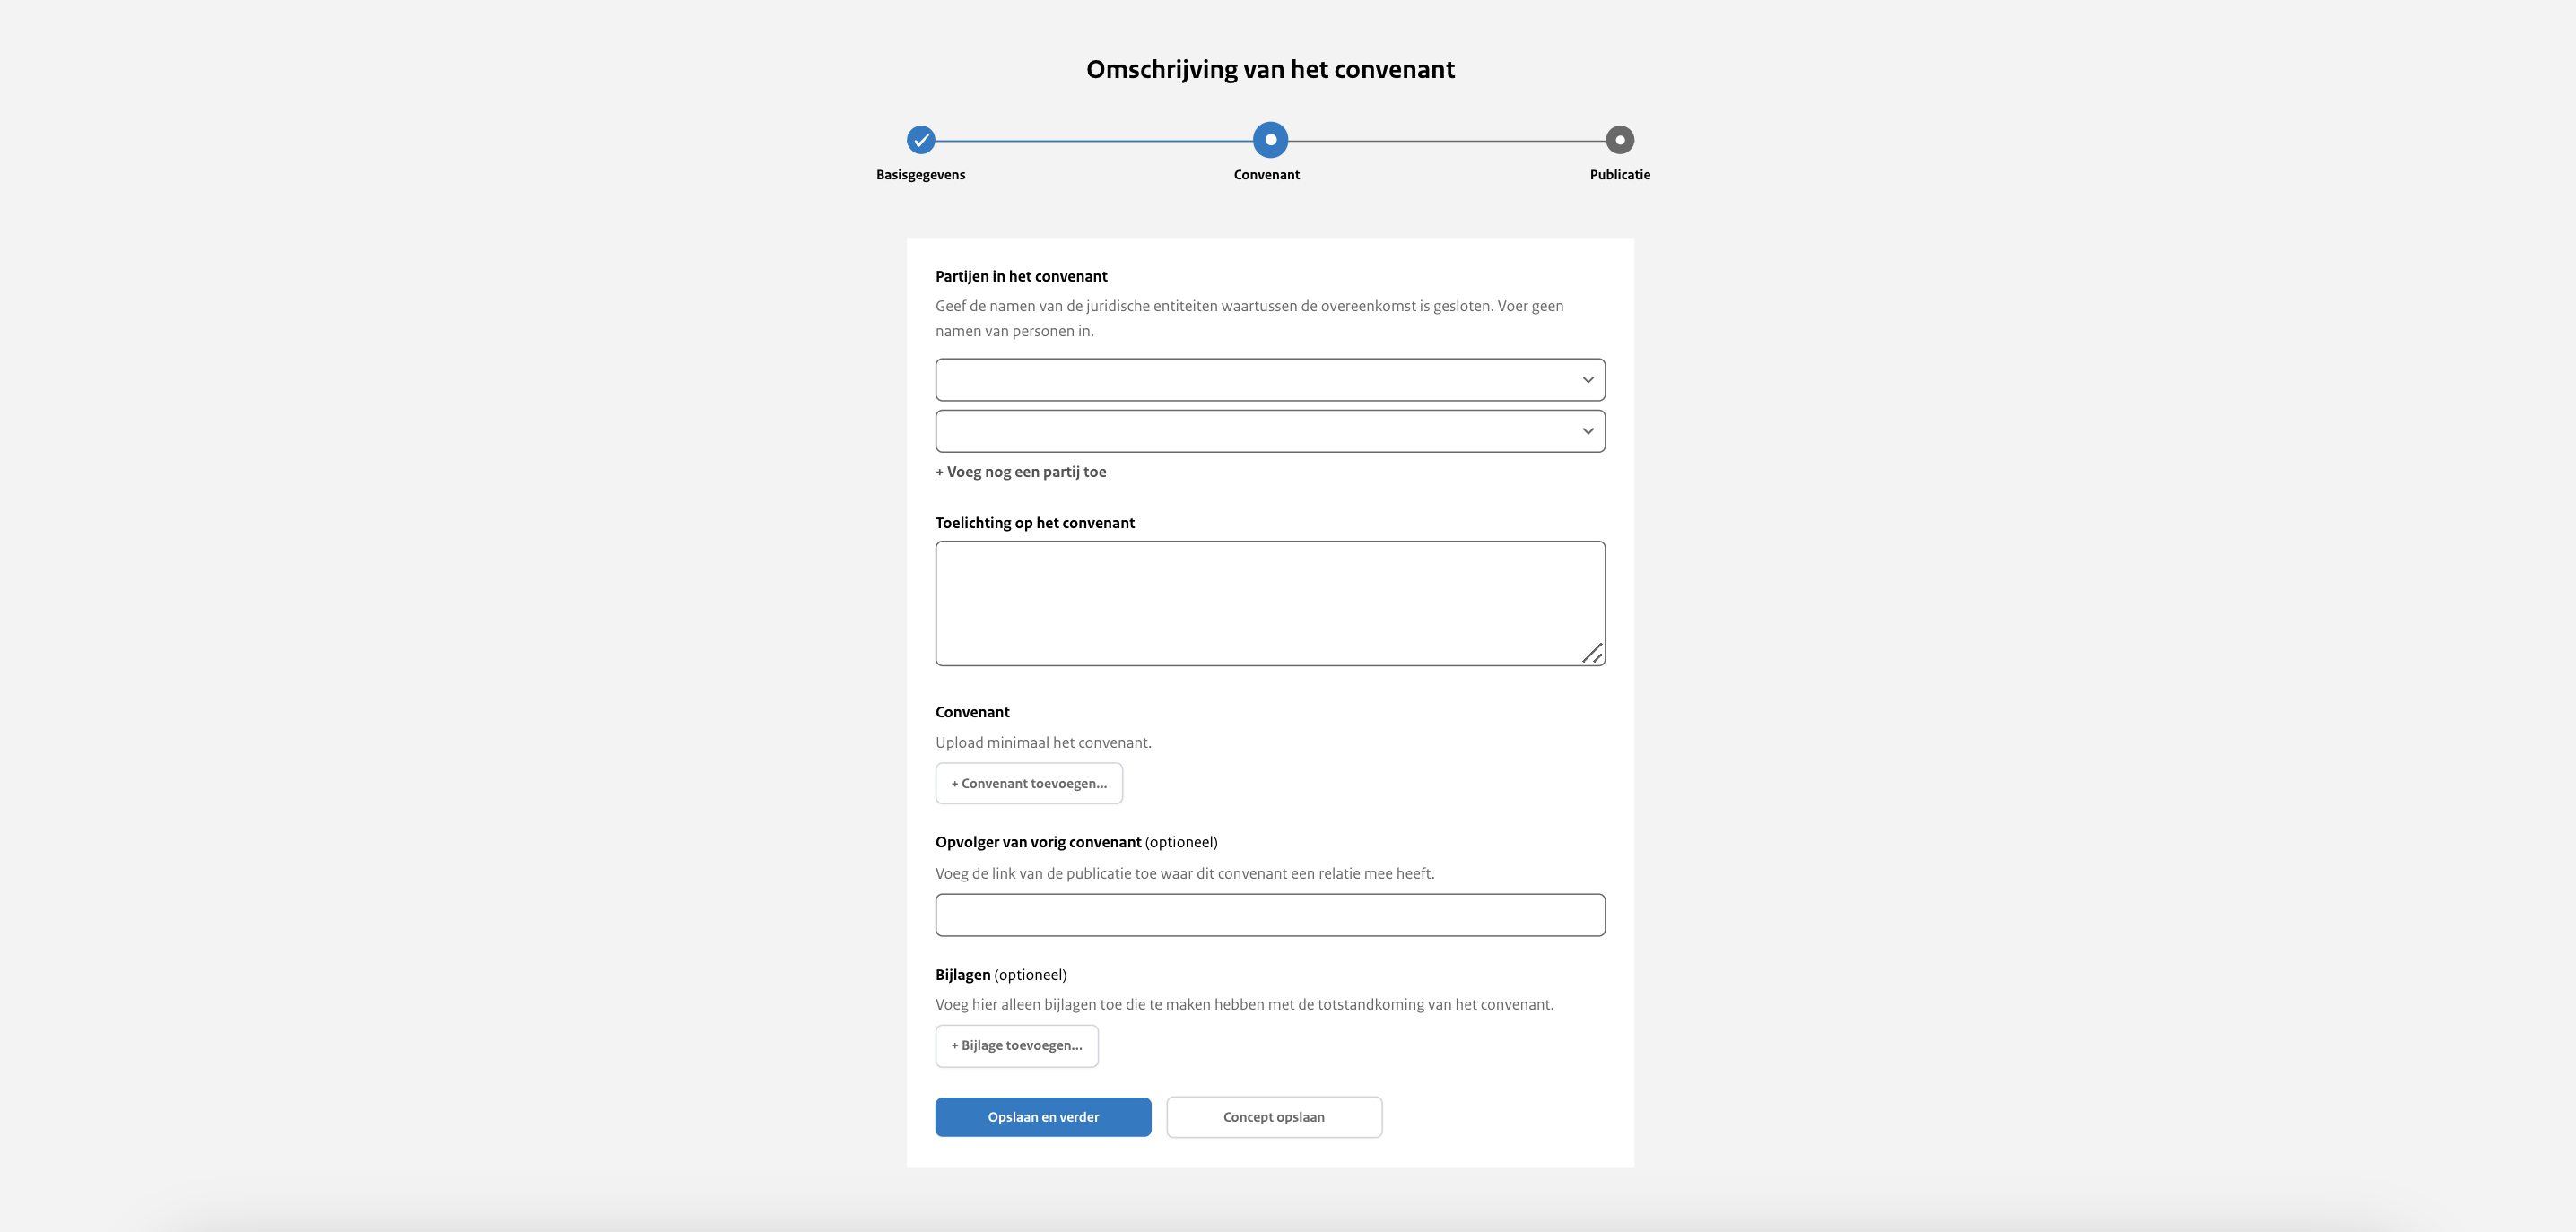 Omschrijving van het convenant
Basisgegevens
Convenant
Publicatie
Partijen in het convenant
Geef de namen van de juridische entiteiten waartussen de overeenkomst is gesloten. Voer geen
namen van personen in.
+ Voeg nog een partij toe
Toelichting op het convenant
Convenant
Upload minimaal het convenant.
+ Convenant toevoegen...
Opvolger van vorig convenant (optioneel)
Voeg de link van de publicatie toe waar dit convenant een relatie mee heeft.
Bijlagen (optioneel)
Voeg hier alleen bijlagen toe die te maken hebben met de totstandkoming van het convenant.
+ Bijlage toevoegen...
Opslaan en verder
Concept opslaan